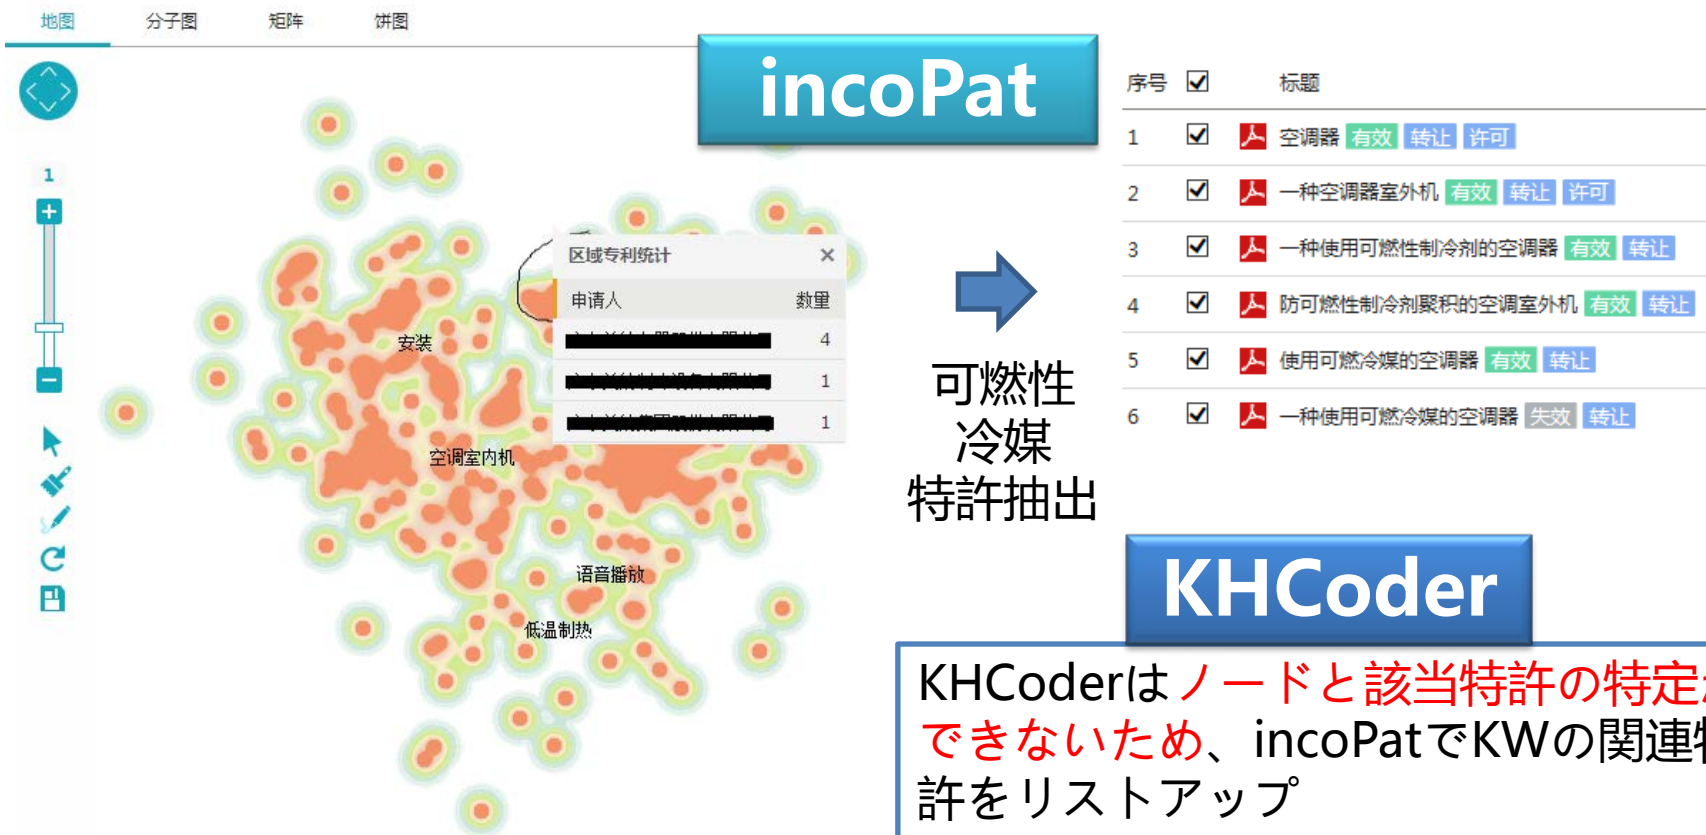 地图 分子图 矩阵 饼图
incoPat
1
安装
空调室内机
语音播放
低温制热
区域专利统计 ×
申请人 数量
4
1
1
可燃性
冷媒
特許抽出
序号 标题
1 空调器 有效 转让 许可
2 一种空调器室外机 有效 转让 许可
3 一种使用可燃性制冷剂的空调器 有效 转让
4 防可燃性制冷剂聚积的空调室外机 有效 转让
5 使用可燃冷媒的空调器 有效 转让
6 一种使用可燃冷媒的空调器 失效 转让
KHCoder
KHCoderはノードと該当特許の特定
できないため、incoPatでKWの関連
許をリストアップ